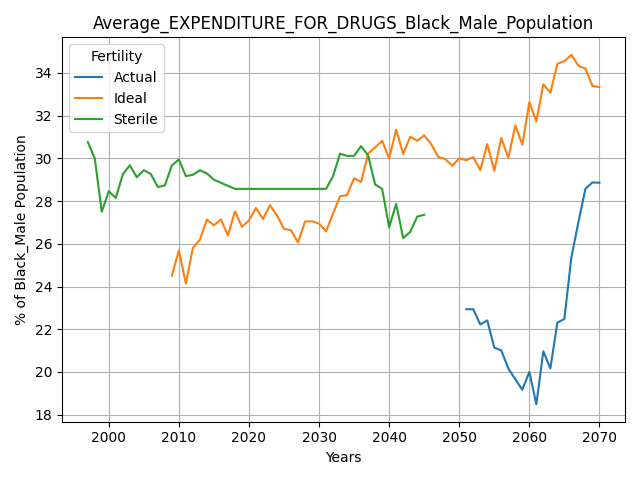 Average_EXPENDITURE_FOR_DRUGS_Black_Male_Population
Fertility
Actual
Ideal
Sterile
% of Black_Male Population
34
32
30
28
26
24
22
20
18
2000 2010 2020 2030 2040 2050 2060 2070
Years